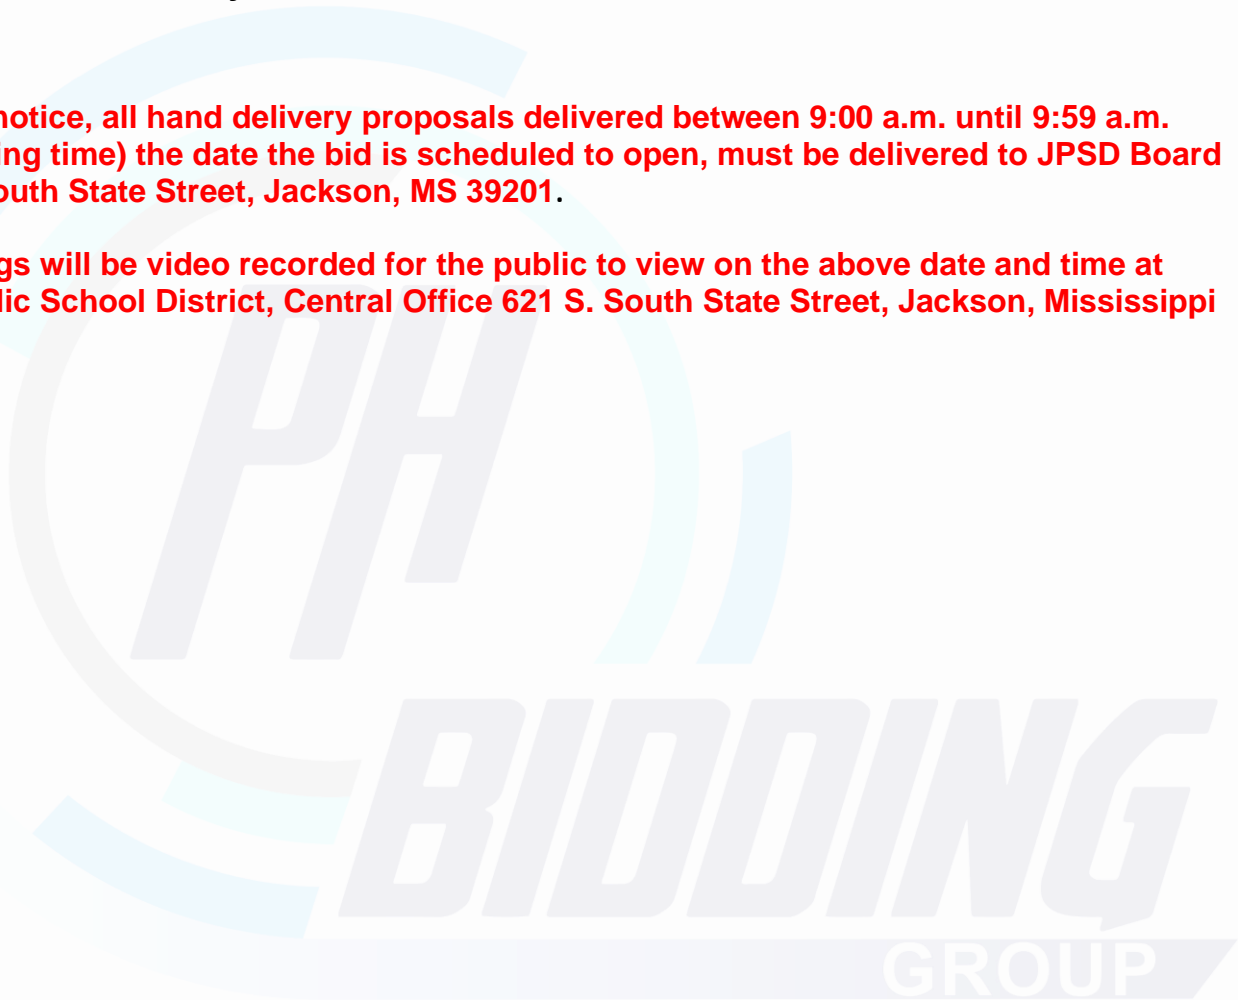 notice, all hand delivery proposals delivered between 9:00 a.m. until 9:59 a.m.
ing time) the date the bid is scheduled to open, must be delivered to JPSD Board
outh State Street, Jackson, MS 39201.
gs will be video recorded for the public to view on the above date and time at
lic School District, Central Office 621 S. South State Street, Jackson, Mississippi
PH
BIDDING
GROUP